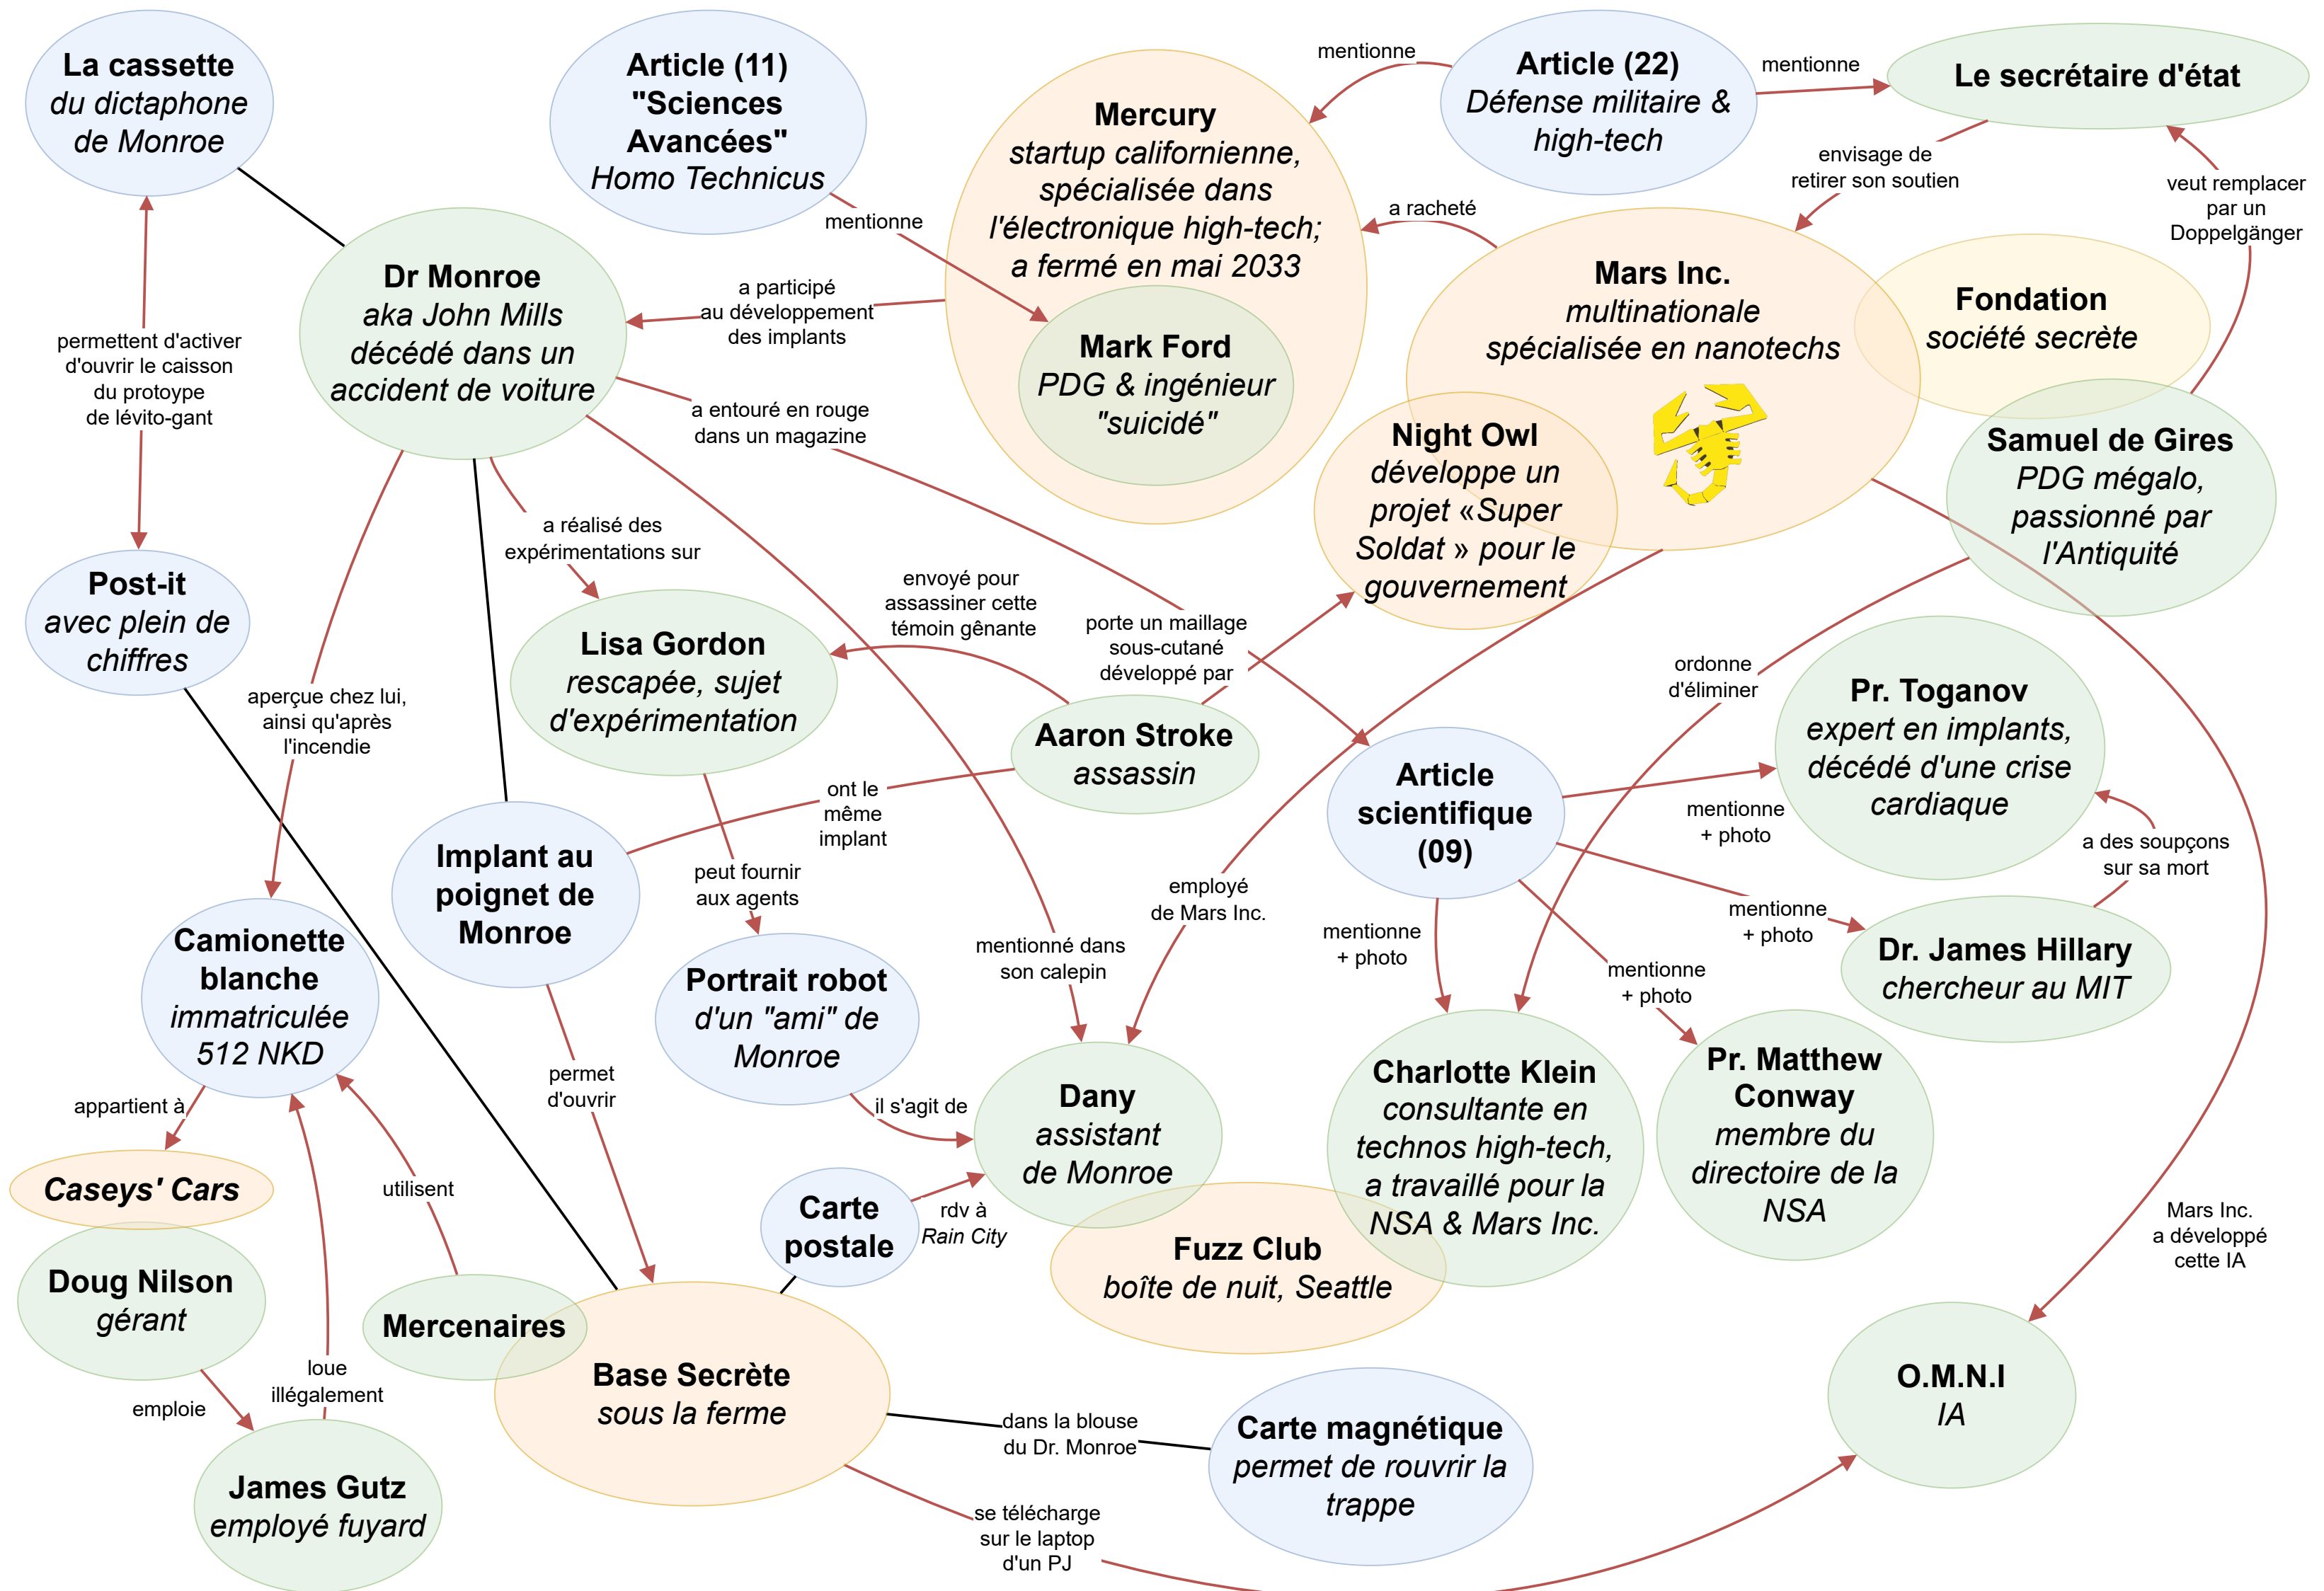 La cassette
du dictaphone
de Monroe
Article (11)
"Sciences
Avancées"
Homo Technicus
mentionne
Mercury
startup californienne,
spécialisée dans
l'électronique high-tech;
a fermé en mai 2033
mentionne
Article (22)
Défense militaire &
high-tech
mentionne
Le secrétaire d'état
envisage de
retirer son soutien
veut remplacer
par un
Doppelgänger
a racheté
Mars Inc.
multinationale
spécialisée en nanotechs
Fondation
société secrète
Dr Monroe
aka John Mills
décédé dans un
accident de voiture
a participé
au développement
des implants
Mark Ford
PDG & ingénieur
"suicidé"
permettent d'activer
d'ouvrir le caisson
du protoype
de lévito-gant
a entouré en rouge
dans un magazine
Night Owl
développe un
projet «Super
Soldat » pour le
gouvernement
Samuel de Gires
PDG mégalo,
passionné par
l'Antiquité
a réalisé des
expérimentations sur
Post-it
avec plein de
chiffres
envoyé pour
assassiner cette
témoin gênante
porte un maillage
sous-cutané
développé par
Lisa Gordon
rescapée, sujet
d'expérimentation
ordonne
d'éliminer
Pr. Toganov
expert en implants,
décédé d'une crise
cardiaque
aperçue chez lui,
ainsi qu'après
l'incendie
Aaron Stroke
assassin
Article
scientifique
(09)
ont le
même
implant
mentionne
+ photo
a des soupçons
sur sa mort
Implant au
poignet de
Monroe
peut fournir
aux agents
employé
de Mars Inc.
mentionne
+ photo
mentionne
+ photo
mentionne
+ photo
Dr. James Hillary
chercheur au MIT
Camionette
blanche
immatriculée
512 NKD
Portrait robot
d'un "ami" de
Monroe
mentionné dans
son calepin
permet
d'ouvrir
Dany
assistant
de Monroe
Charlotte Klein
consultante en
technos high-tech,
a travaillé pour la
NSA & Mars Inc.
Pr. Matthew
Conway
membre du
directoire de la
NSA
appartient à
il s'agit de
Caseys' Cars
utilisent
Carte
postale
rdv à
Rain City
Fuzz Club
boîte de nuit, Seattle
Mars Inc.
a développé
cette IA
Doug Nilson
gérant
Mercenaires
loue
illégalement
emploie
Base Secrète
sous la ferme
dans la blouse
du Dr. Monroe
Carte magnétique
permet de rouvrir la
trappe
O.M.N.I
IA
James Gutz
employé fuyard
se télécharge
sur le laptop
d'un PJ